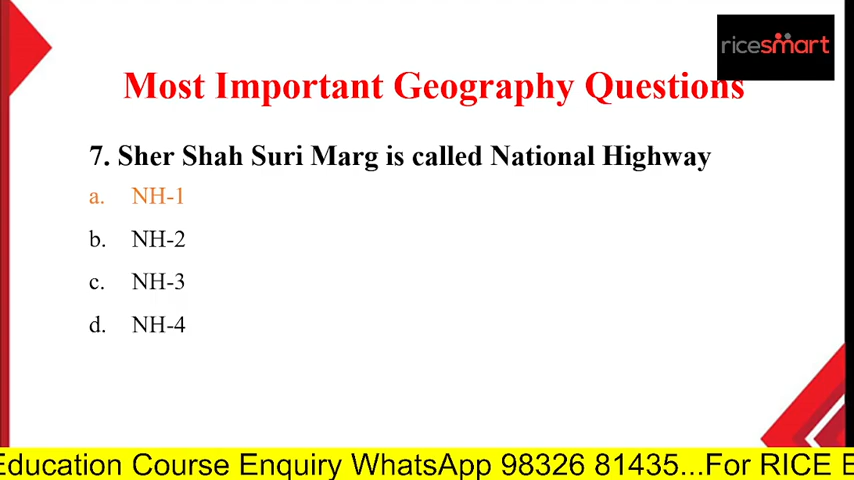 ricesmart
Most Important Geography Questions
7. Sher Shah Suri Marg is called National Highway
a. NH-1
b. NH-2
c. NH-3
d. NH-4
Education Course Enquiry WhatsApp 98326 81435...For RICE E